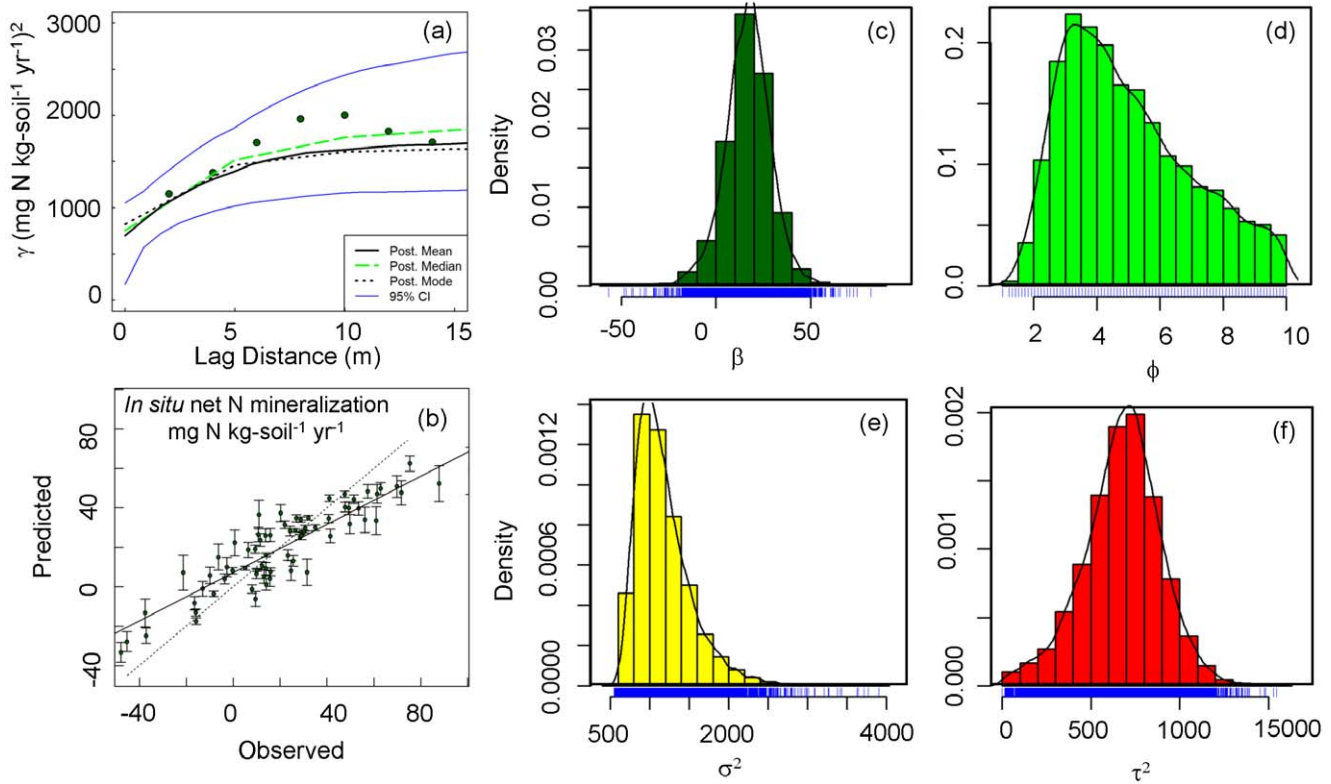 (a)
γ (mg N kg-soil⁻¹ yr⁻¹)²
3000
2000
1000
0
Post. Mean
Post. Median
Post. Mode
95% CI
0 5 10 15
Lag Distance (m)
(b)
In situ net N mineralization
mg N kg-soil⁻¹ yr⁻¹
Predicted
80
40
0
-40
-40 0 40 80
Observed
(c)
Density
0.03
0.02
0.01
0.00
-50 0 50
β
(d)
0.2
0.1
0.0
2 4 6 8 10
ϕ
(e)
Density
0.0012
0.0006
0.0000
500 2000 4000
σ²
(f)
0.002
0.001
0.000
0 500 1000 15000
τ²